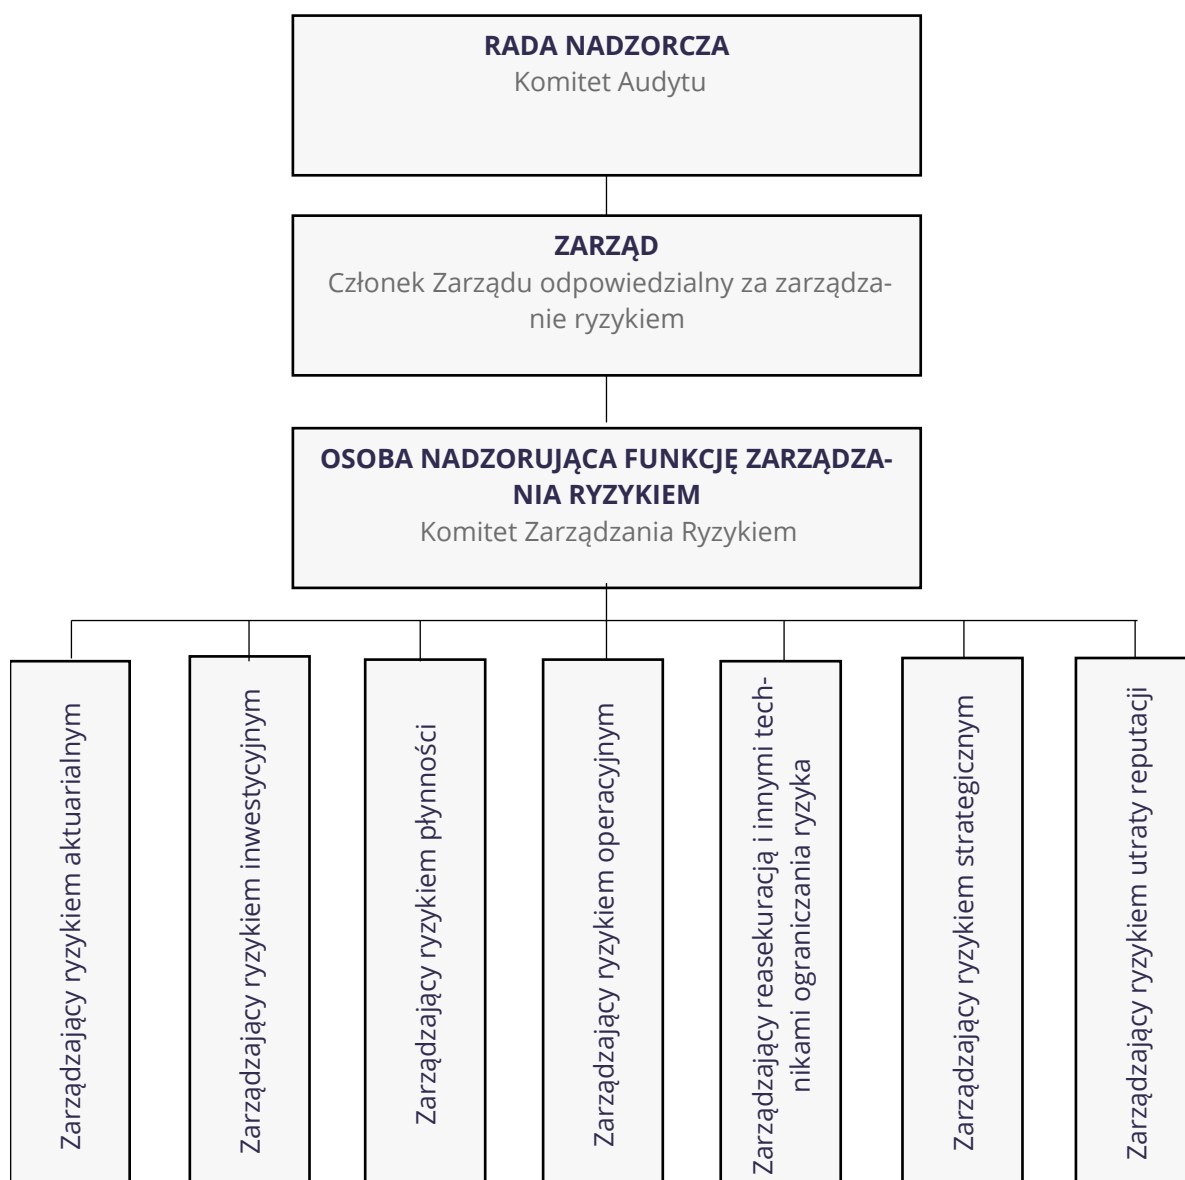 RADA NADZORCZA
Komitet Audytu
ZARZĄD
Członek Zarządu odpowiedzialny za zarządza-
nie ryzykiem
OSOBA NADZORUJĄCA FUNKCJĘ ZARZĄDZA-
NIA RYZYKIEM
Komitet Zarządzania Ryzykiem
Zarządzający ryzykiem aktuarialnym
Zarządzający ryzykiem inwestycyjnym
Zarządzający ryzykiem płynności
Zarządzający ryzykiem operacyjnym
Zarządzający reasekuracją i innymi tech-
nikami ograniczania ryzyka
Zarządzający ryzykiem strategicznym
Zarządzający ryzykiem utraty reputacji